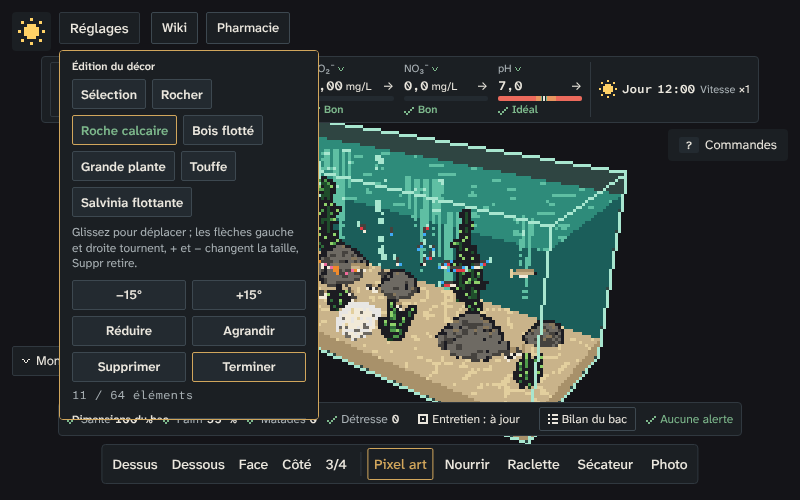 Réglages
Wiki
Pharmacie
Édition du décor
Sélection
Rocher
Roche calcaire
Bois flotté
Grande plante
Touffe
Salvinia flottante
Glissez pour déplacer ; les flèches gauche
et droite tournent, + et – changent la taille,
Suppr retire.
−15°
+15°
Réduire
Agrandir
Supprimer
Terminer
11 / 64 éléments
O₂⁻
,00 mg/L →
Bon
NO₃⁻
0,0 mg/L →
Bon
pH
7,0 →
Idéal
Jour 12:00 Vitesse ×1
? Commandes
Détresse 0
Entretien : à jour
Bilan du bac
Aucune alerte
Dessus
Dessous
Face
Côté
3/4
Pixel art
Nourrir
Raclette
Sécateur
Photo